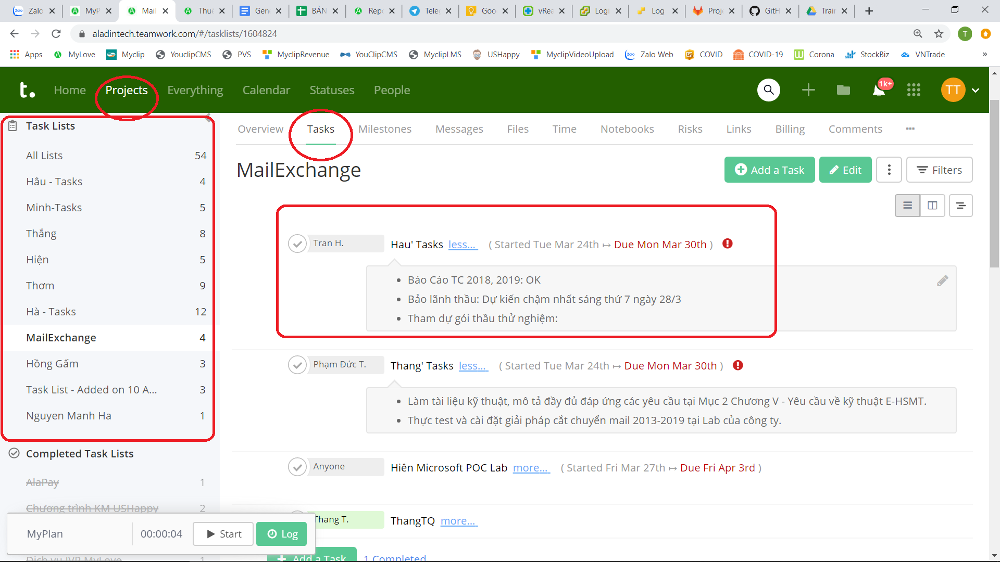 Zalo
MyP
Mail
Thuê
Gene
BẢN
Repo
Tele
Goo
vRea
Logi
Log
Proje
GitH
Train
aladintech.teamwork.com/#/tasklists/1604824
T
Apps
MyLove
Myclip
YouclipCMS
PVS
MyclipRevenue
YouClipCMS
MyclipLMS
USHappy
MyclipVideoUpload
Zalo Web
COVID
COVID-19
Corona
StockBiz
VNTrade
»
t.
Home
Projects
Everything
Calendar
Statuses
People
1k+
TT
Task Lists
All Lists 54
Hâu - Tasks 4
Minh-Tasks 5
Thắng 8
Hiện 5
Thơm 9
Hà - Tasks 12
MailExchange 4
Hồng Gấm 3
Task List - Added on 10 A... 3
Nguyen Manh Ha 1
Completed Task Lists
AlaPay 1
Chương trình KM USHappy 2
Dịch vụ IVR MyLove 1
MyPlan
00:00:04
Start
Log
Overview
Tasks
Milestones
Messages
Files
Time
Notebooks
Risks
Links
Billing
Comments
MailExchange
Add a Task
Edit
Filters
Tran H. Hau' Tasks less... ( Started Tue Mar 24th ↦ Due Mon Mar 30th )
• Báo Cáo TC 2018, 2019: OK
• Bảo lãnh thầu: Dự kiến chậm nhất sáng thứ 7 ngày 28/3
• Tham dự gói thầu thử nghiệm:
Phạm Đức T. Thang' Tasks less... ( Started Tue Mar 24th ↦ Due Mon Mar 30th )
• Làm tài liệu kỹ thuật, mô tả đầy đủ đáp ứng các yêu cầu tại Mục 2 Chương V - Yêu cầu về kỹ thuật E-HSMT.
• Thực test và cài đặt giải pháp cắt chuyển mail 2013-2019 tại Lab của công ty.
Anyone Hiên Microsoft POC Lab more... ( Started Fri Mar 27th ↦ Due Fri Apr 3rd )
Thang T. ThangTQ more...
Add a Task
1 Completed